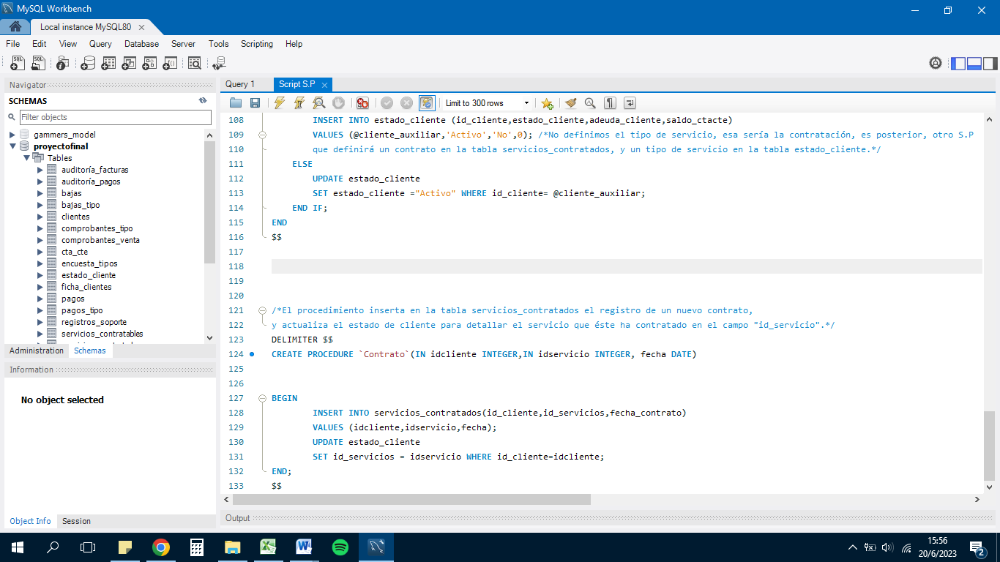 MySQL Workbench
Local instance MySQL80
File Edit View Query Database Server Tools Scripting Help
Navigator
SCHEMAS
Filter objects
gammers_model
proyectofinal
Tables
auditoría_facturas
auditoría_pagos
bajas
bajas_tipo
clientes
comprobantes_tipo
comprobantes_venta
cta_cte
encuesta_tipos
estado_cliente
ficha_clientes
pagos
pagos_tipo
registros_soporte
servicios_contratables
Administration Schemas
Information
No object selected
Object Info Session
Query 1 Script S.P
Limit to 300 rows
108 INSERT INTO estado_cliente (id_cliente,estado_cliente,adeuda_cliente,saldo_ctacte)
109 VALUES (@cliente_auxiliar,'Activo','No',0); /*No definimos el tipo de servicio, esa sería la contratación, es posterior, otro S.P
110 que definirá un contrato en la tabla servicios_contratados, y un tipo de servicio en la tabla estado_cliente.*/
111 ELSE
112 UPDATE estado_cliente
113 SET estado_cliente ="Activo" WHERE id_cliente= @cliente_auxiliar;
114 END IF;
115 END
116 $$
117
118
119
120
121 /*El procedimiento inserta en la tabla servicios_contratados el registro de un nuevo contrato,
122 y actualiza el estado de cliente para detallar el servicio que éste ha contratado en el campo "id_servicio".*/
123 DELIMITER $$
124 CREATE PROCEDURE `Contrato`(IN idcliente INTEGER,IN idservicio INTEGER, fecha DATE)
125
126
127 BEGIN
128 INSERT INTO servicios_contratados(id_cliente,id_servicios,fecha_contrato)
129 VALUES (idcliente,idservicio,fecha);
130 UPDATE estado_cliente
131 SET id_servicios = idservicio WHERE id_cliente=idcliente;
132 END;
133 $$
Output
15:56
20/6/2023
2